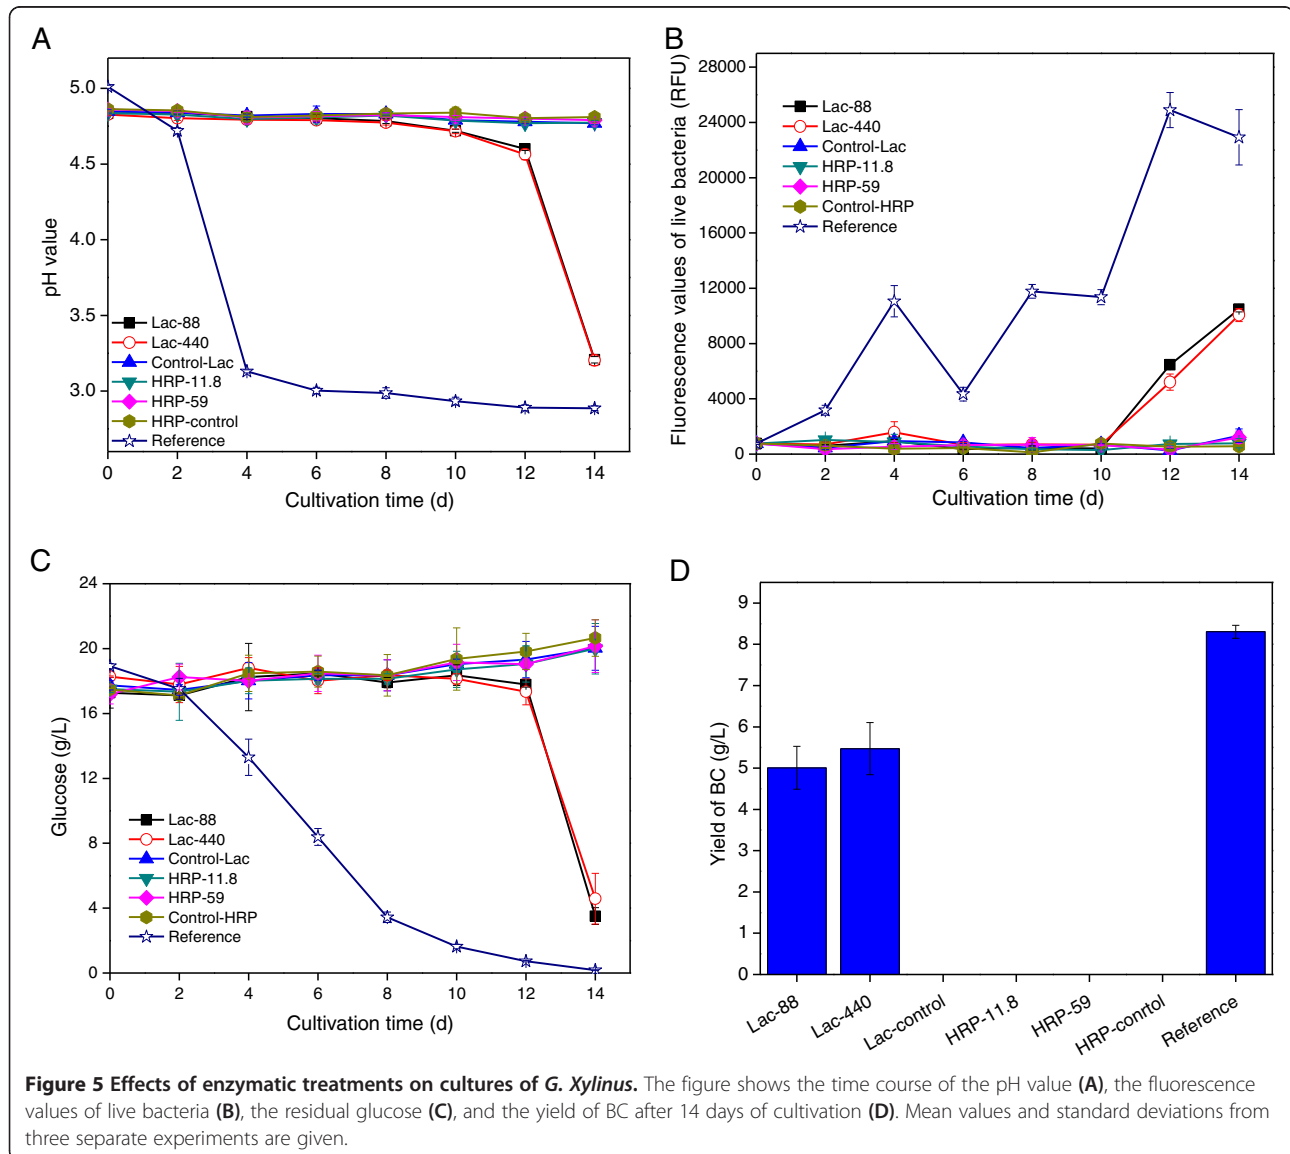 A
5.0
4.5
4.0
3.5
3.0
pH value
Lac-88
Lac-440
Control-Lac
HRP-11.8
HRP-59
HRP-control
Reference
0 2 4 6 8 10 12 14
Cultivation time (d)
B
28000
24000
20000
16000
12000
8000
4000
0
Fluorescence values of live bacteria (RFU)
Lac-88
Lac-440
Control-Lac
HRP-11.8
HRP-59
Control-HRP
Reference
0 2 4 6 8 10 12 14
Cultivation time (d)
C
24
20
16
12
8
4
0
Glucose (g/L)
Lac-88
Lac-440
Control-Lac
HRP-11.8
HRP-59
Control-HRP
Reference
0 2 4 6 8 10 12 14
Cultivation time (d)
D
9
8
7
6
5
4
3
2
1
0
Yield of BC (g/L)
Lac-88
Lac-440
Lac-control
HRP-11.8
HRP-59
HRP-conrtol
Reference
Figure 5 Effects of enzymatic treatments on cultures of G. Xylinus. The figure shows the time course of the pH value (A), the fluorescence
values of live bacteria (B), the residual glucose (C), and the yield of BC after 14 days of cultivation (D). Mean values and standard deviations from
three separate experiments are given.